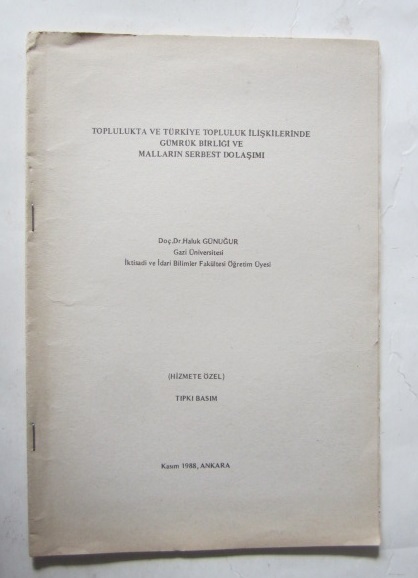 TOPLULUKTA VE TÜRKİYE TOPLULUK İLİŞKİLERİNDE
GÜMRÜK BİRLİĞİ VE
MALLARIN SERBEST DOLAŞIMI
Doç.Dr.Haluk GÜNUĞUR
Gazi Üniversitesi
İktisadi ve İdari Bilimler Fakültesi Öğretim Üyesi
(HİZMETE ÖZEL)
TIPKI BASIM
Kasım 1988, ANKARA